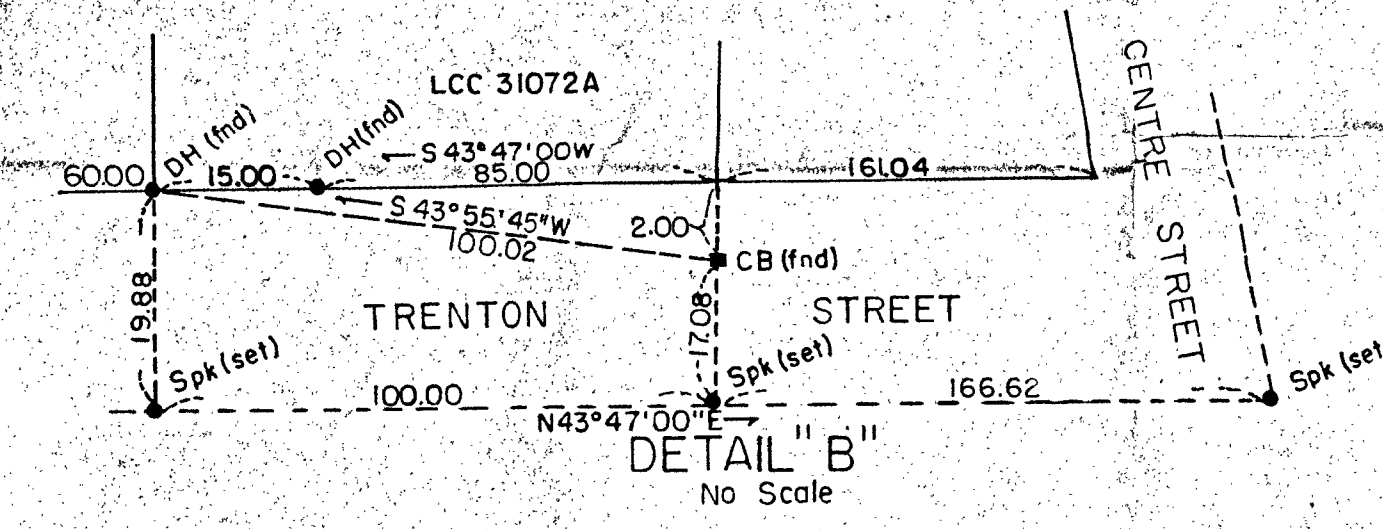 LCC 31072A
CENTRE STREET
DH (fnd)
DH(fnd)
S 43°47'00W
60.00
15.00
85.00
161.04
S 43°55'45"W
100.02
2.00
CB (fnd)
19.88
TRENTON STREET
17.08
Spk (set)
Spk (set)
Spk (set
100.00
166.62
N43°47'00"E
DETAIL "B"
No Scale